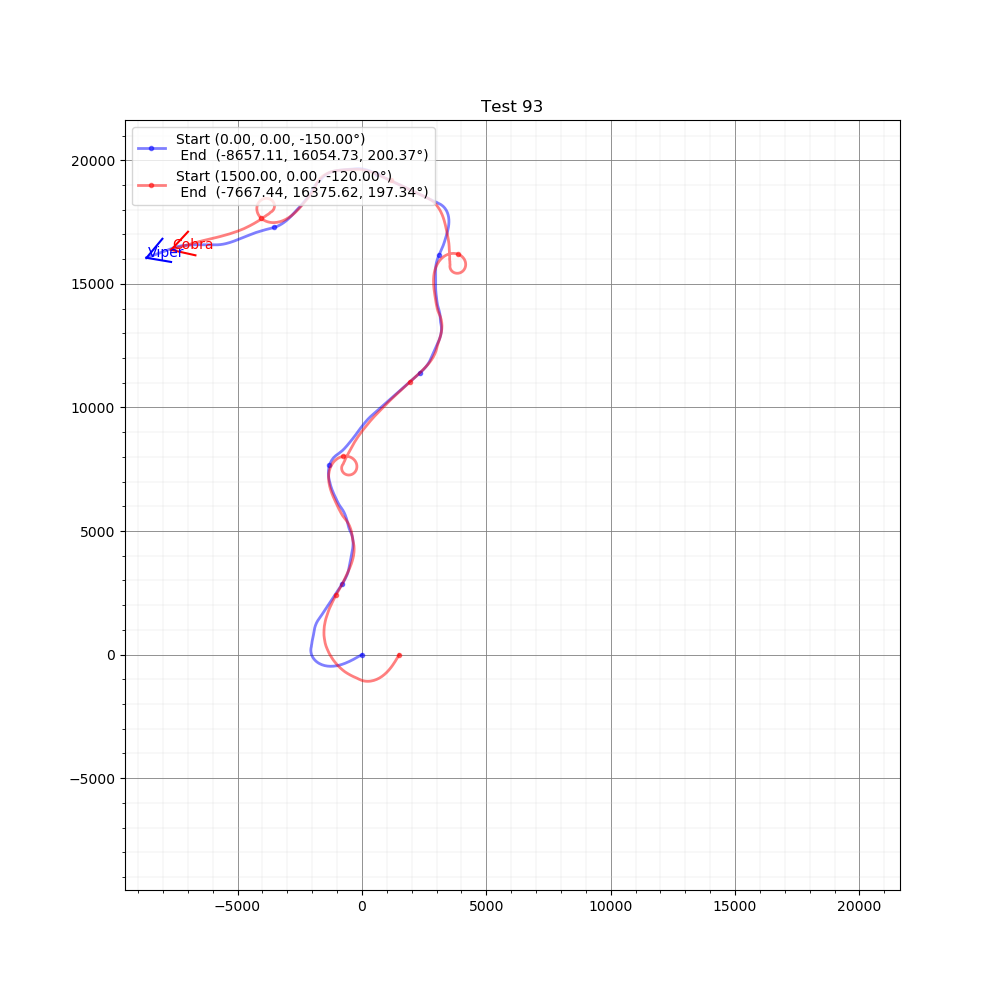 Test 93
Start (0.00, 0.00, -150.00°)
End (-8657.11, 16054.73, 200.37°)
Start (1500.00, 0.00, -120.00°)
End (-7667.44, 16375.62, 197.34°)
Cobra
Viper
20000
15000
10000
5000
0
−5000
−5000 0 5000 10000 15000 20000